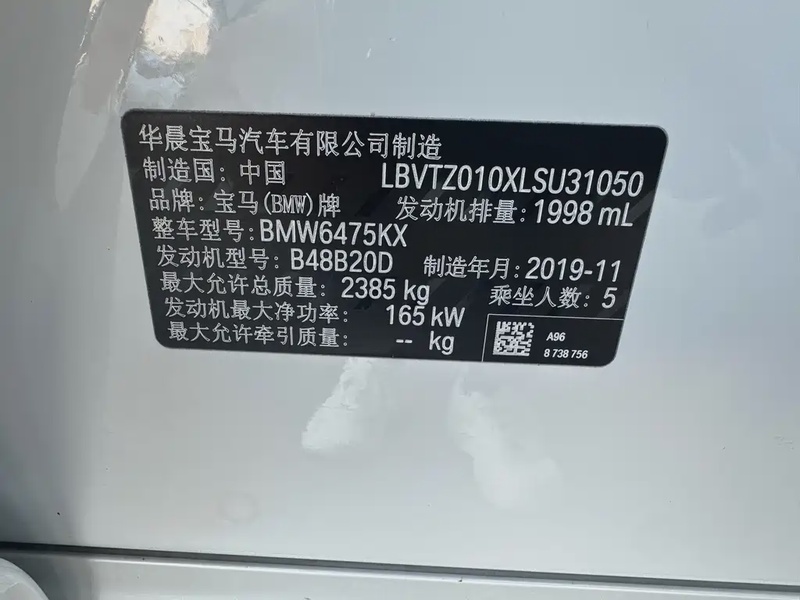 华晨宝马汽车有限公司制造
制造国: 中国 LBVTZ010XLSU31050
品牌: 宝马(BMW)牌 发动机排量: 1998 mL
整车型号: BMW6475KX
发动机型号: B48B20D 制造年月: 2019-11
最大允许总质量: 2385 kg 乘坐人数: 5
发动机最大净功率: 165 kW
最大允许牵引质量: -- kg
A96
8 738 756